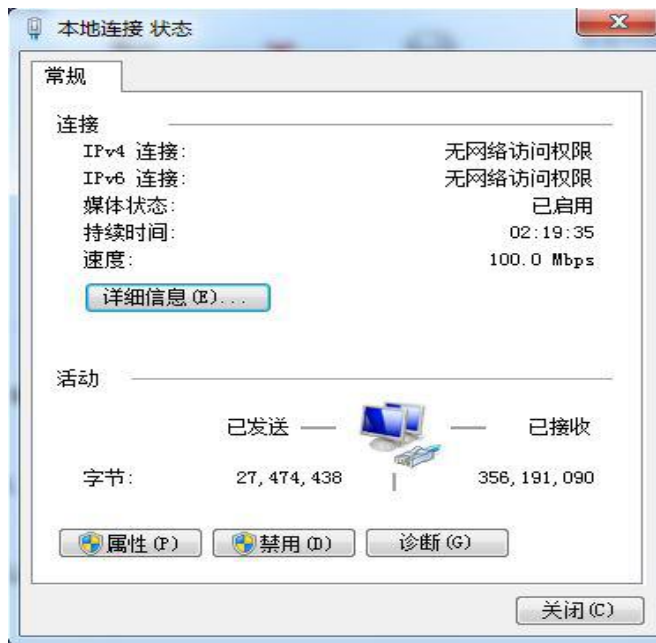 本地连接 状态
常规
连接
IPv4 连接: 无网络访问权限
IPv6 连接: 无网络访问权限
媒体状态: 已启用
持续时间: 02:19:35
速度: 100.0 Mbps
详细信息(E)...
活动
已发送 已接收
字节: 27,474,438 356,191,090
属性(P) 禁用(D) 诊断(G)
关闭(C)